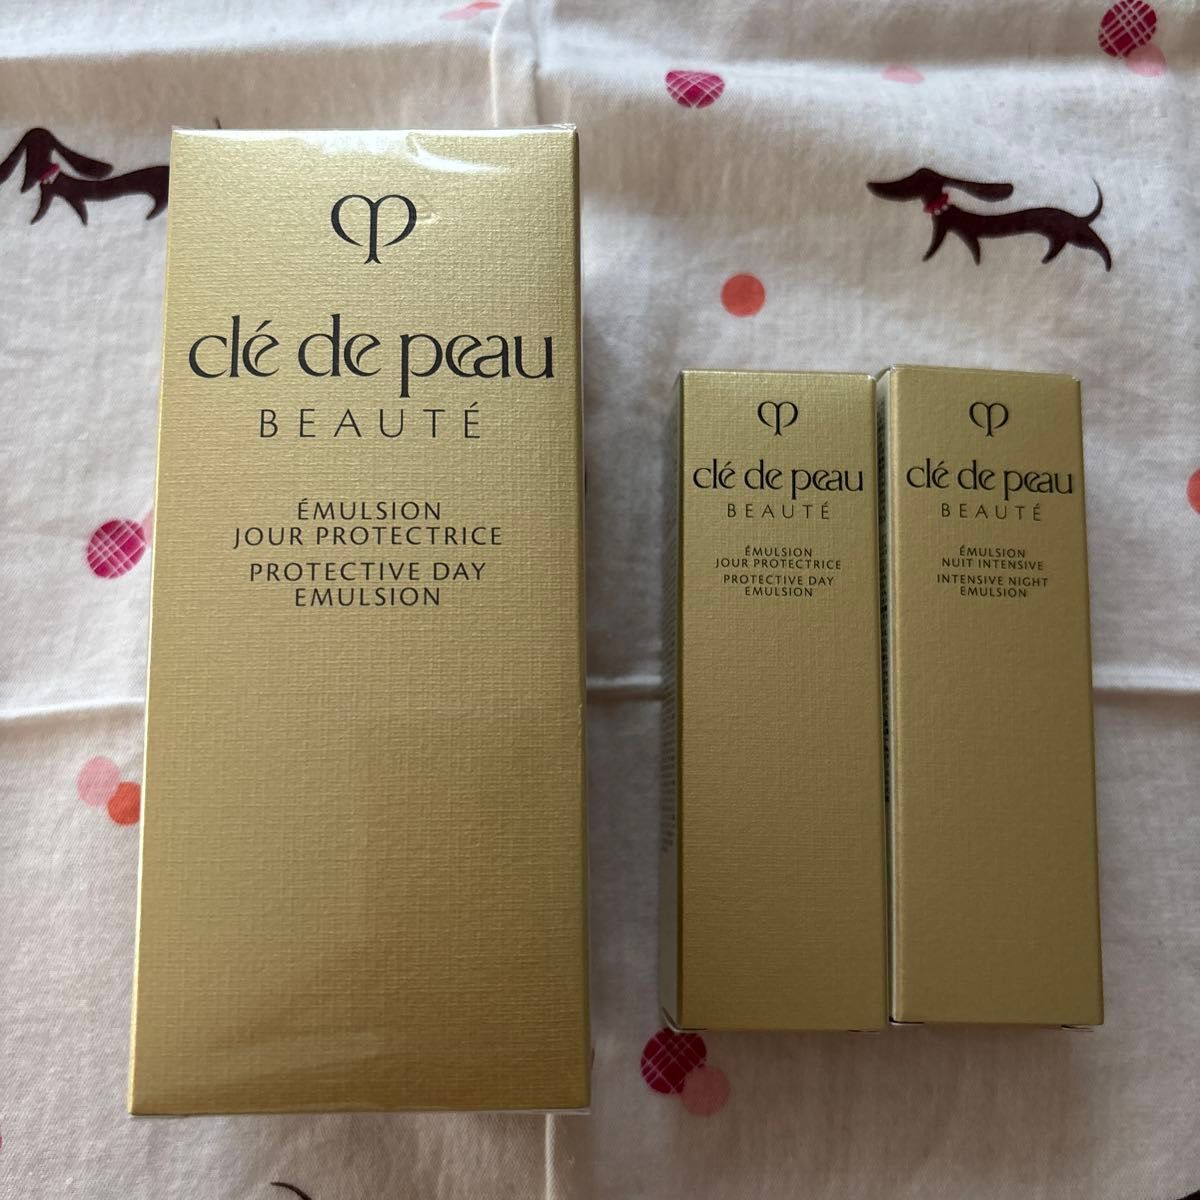 clé de peau
BEAUTÉ
ÉMULSION
JOUR PROTECTRICE
PROTECTIVE DAY
EMULSION
clé de peau
BEAUTÉ
ÉMULSION
JOUR PROTECTRICE
PROTECTIVE DAY
EMULSION
clé de peau
BEAUTÉ
ÉMULSION
NUIT INTENSIVE
INTENSIVE NIGHT
EMULSION